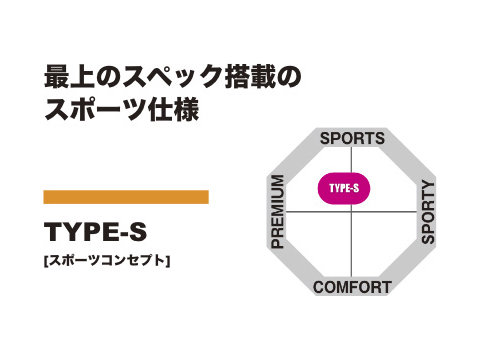 最上のスペック搭載の
スポーツ仕様
TYPE-S
[スポーツコンセプト]
SPORTS
TYPE-S
PREMIUM
SPORTY
COMFORT